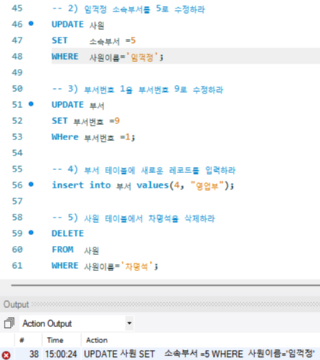 45 -- 2) 임꺽정 소속부서를 5로 수정하라
46 UPDATE 사원
47 SET 소속부서 =5
48 WHERE 사원이름='임꺽정';
49
50 -- 3) 부서번호 1을 부서번호 9로 수정하라
51 UPDATE 부서
52 SET 부서번호 =9
53 WHere 부서번호 =1;
54
55 -- 4) 부서 테이블에 새로운 레코드를 입력하라
56 insert into 부서 values(4, "영업부");
57
58 -- 5) 사원 테이블에서 차명석을 삭제하라
59 DELETE
60 FROM 사원
61 WHERE 사원이름='차명석';
Output
Action Output
# Time Action
38 15:00:24 UPDATE 사원 SET 소속부서 =5 WHERE 사원이름='임꺽정'